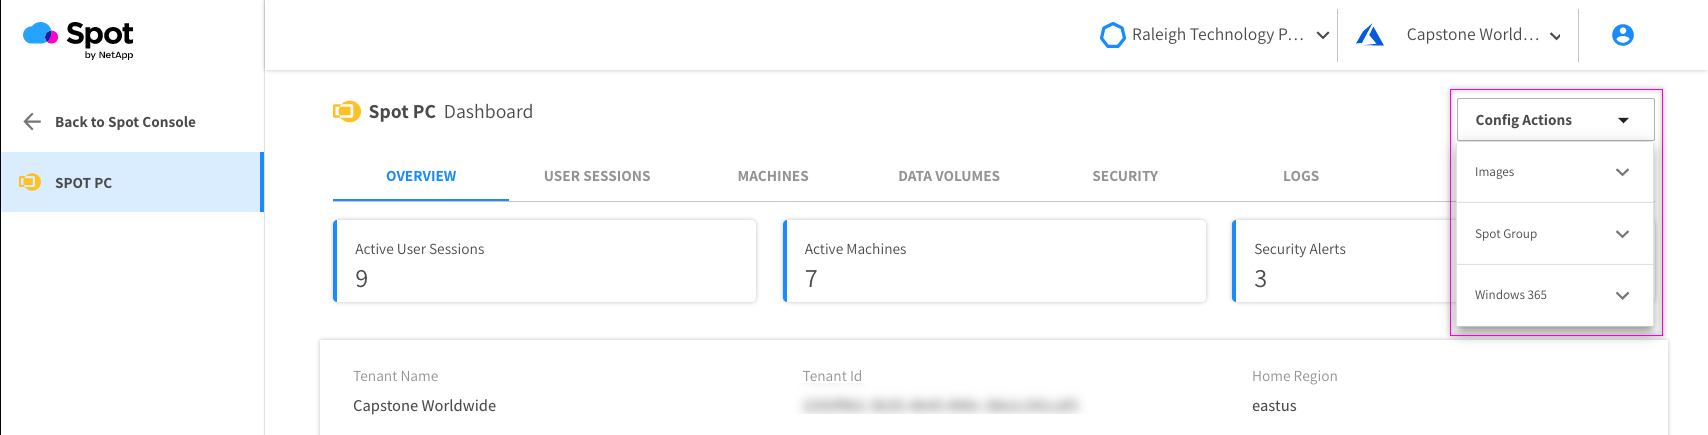 Spot
by NetApp
Raleigh Technology P...
Capstone World...
Back to Spot Console
SPOT PC
Spot PC Dashboard
Config Actions
Images
Spot Group
Windows 365
OVERVIEW
USER SESSIONS
MACHINES
DATA VOLUMES
SECURITY
LOGS
Active User Sessions
9
Active Machines
7
Security Alerts
3
Tenant Name
Capstone Worldwide
Tenant Id
Home Region
eastus